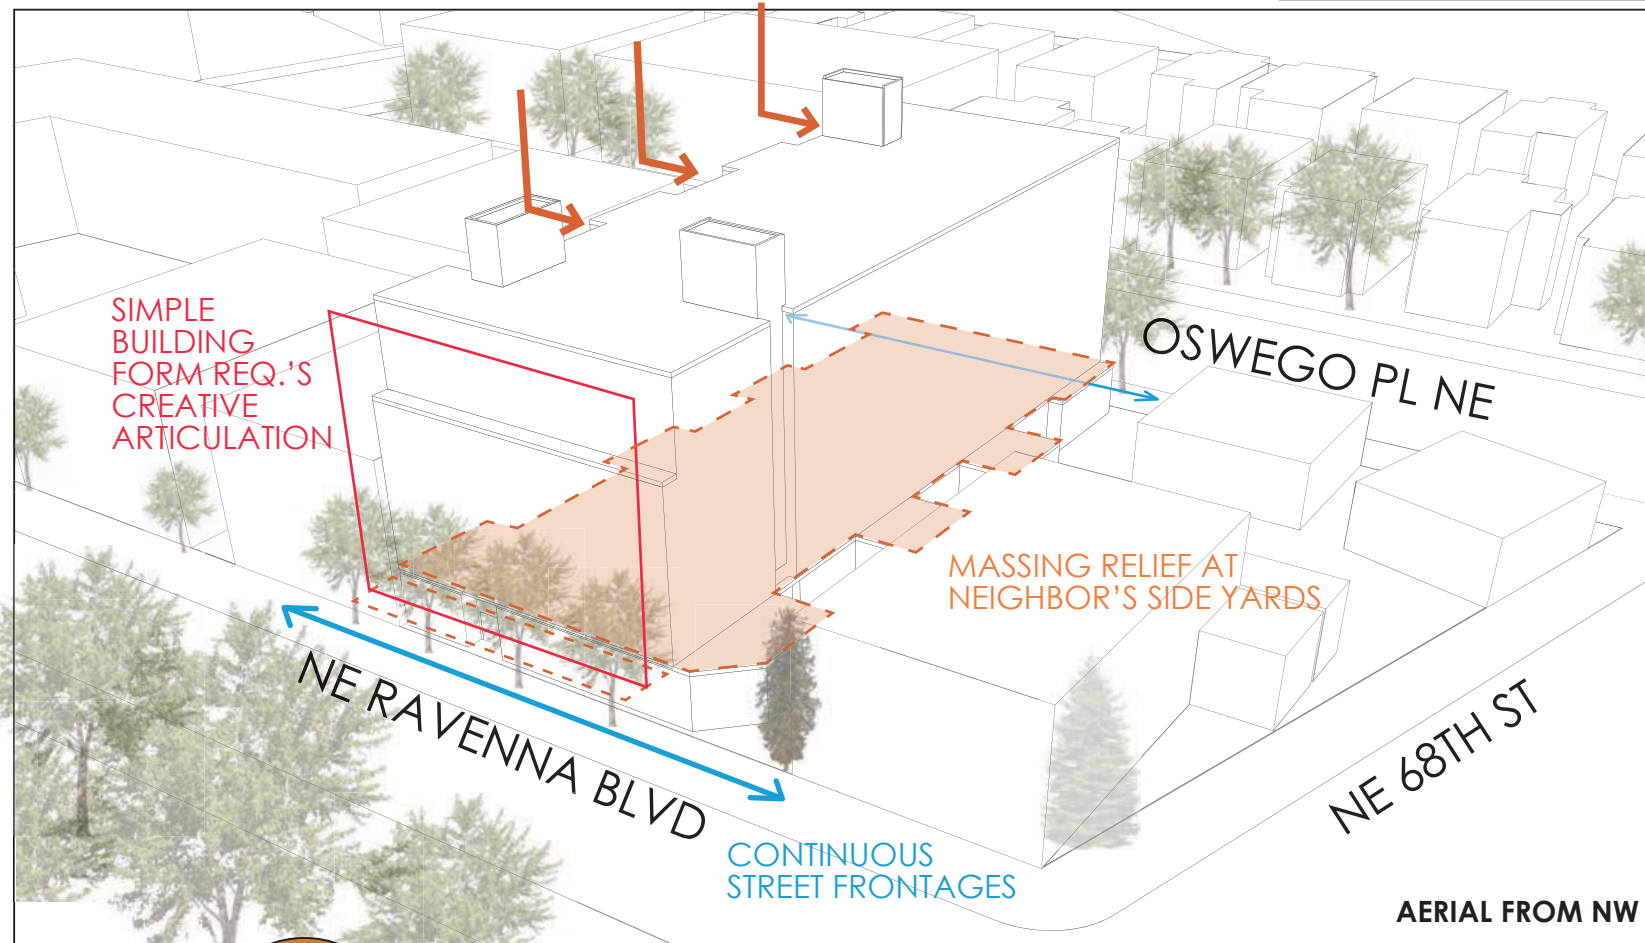 SIMPLE
BUILDING
FORM REQ.'S
CREATIVE
ARTICULATION
OSWEGO PL NE
MASSING RELIEF AT
NEIGHBOR'S SIDE YARDS
NE RAVENNA BLVD
NE 68TH ST
CONTINUOUS
STREET FRONTAGES
AERIAL FROM NW